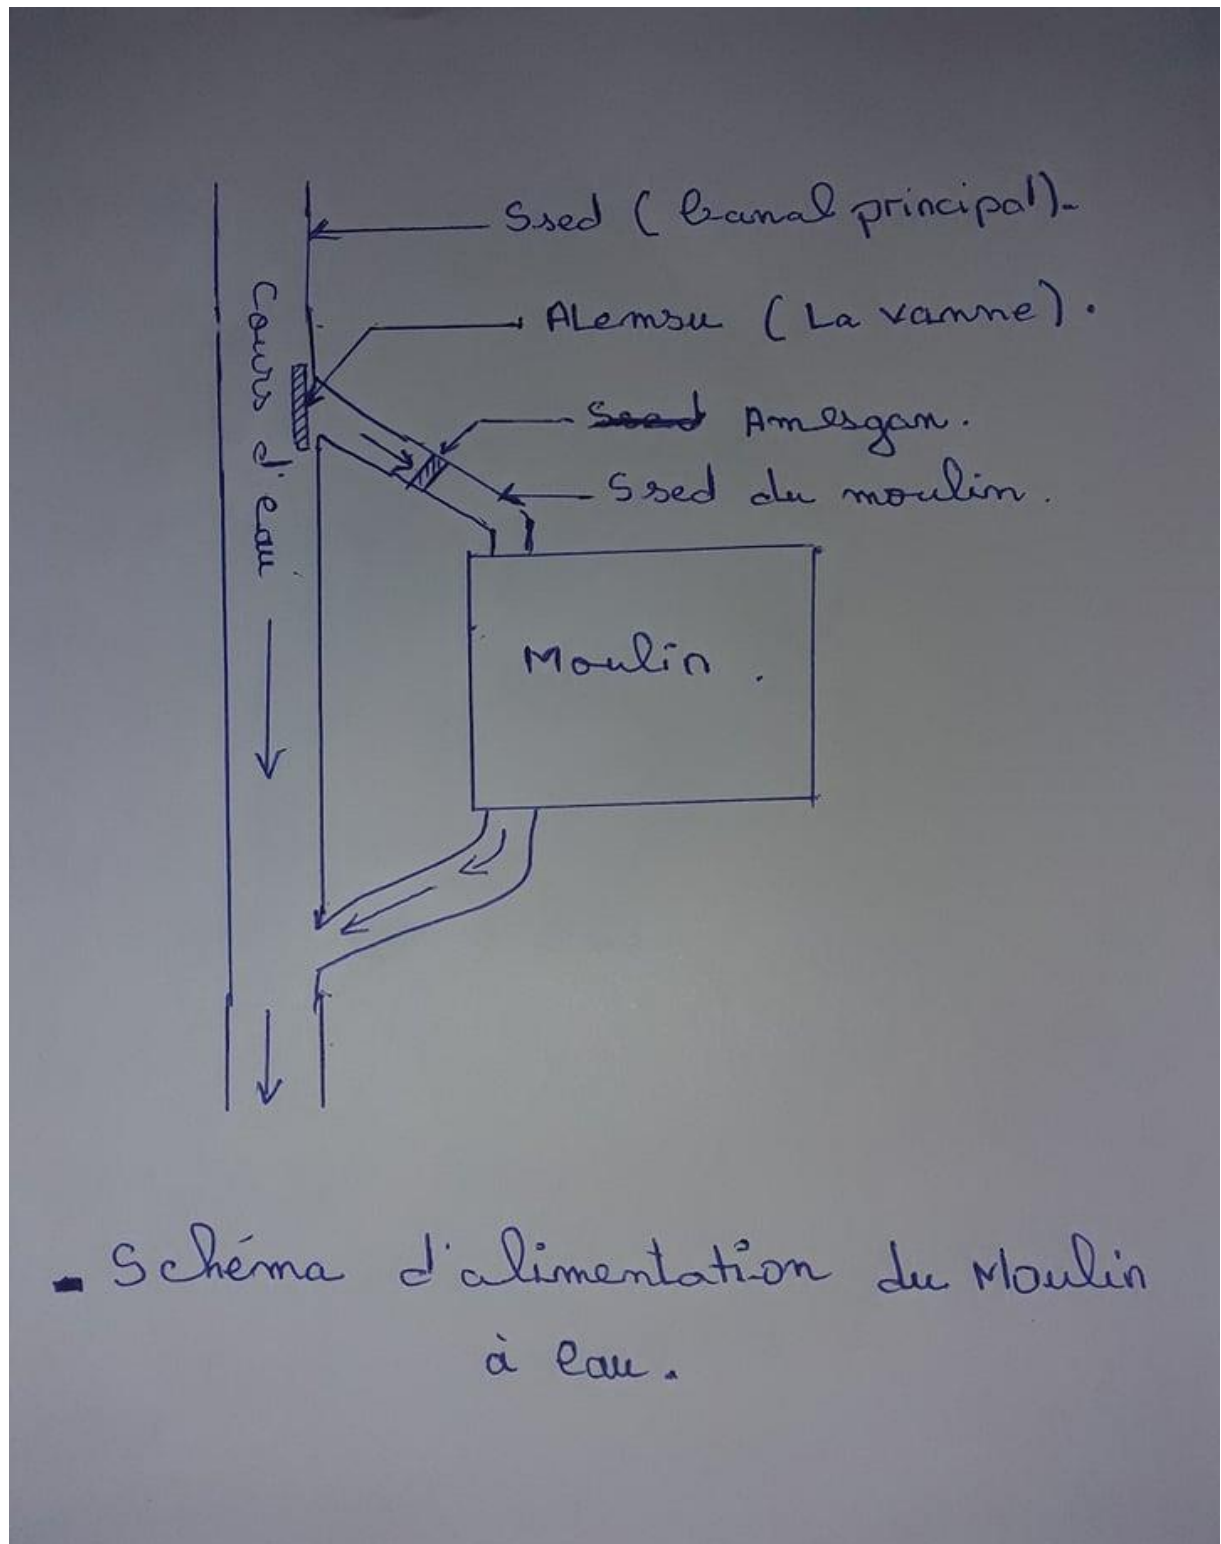 Ssed (Canal principal).
Alemsu (La vanne).
Cours d'eau
Ssed Amesgan.
Ssed du moulin.
Moulin.
- Schéma d'alimentation du Moulin
à eau.